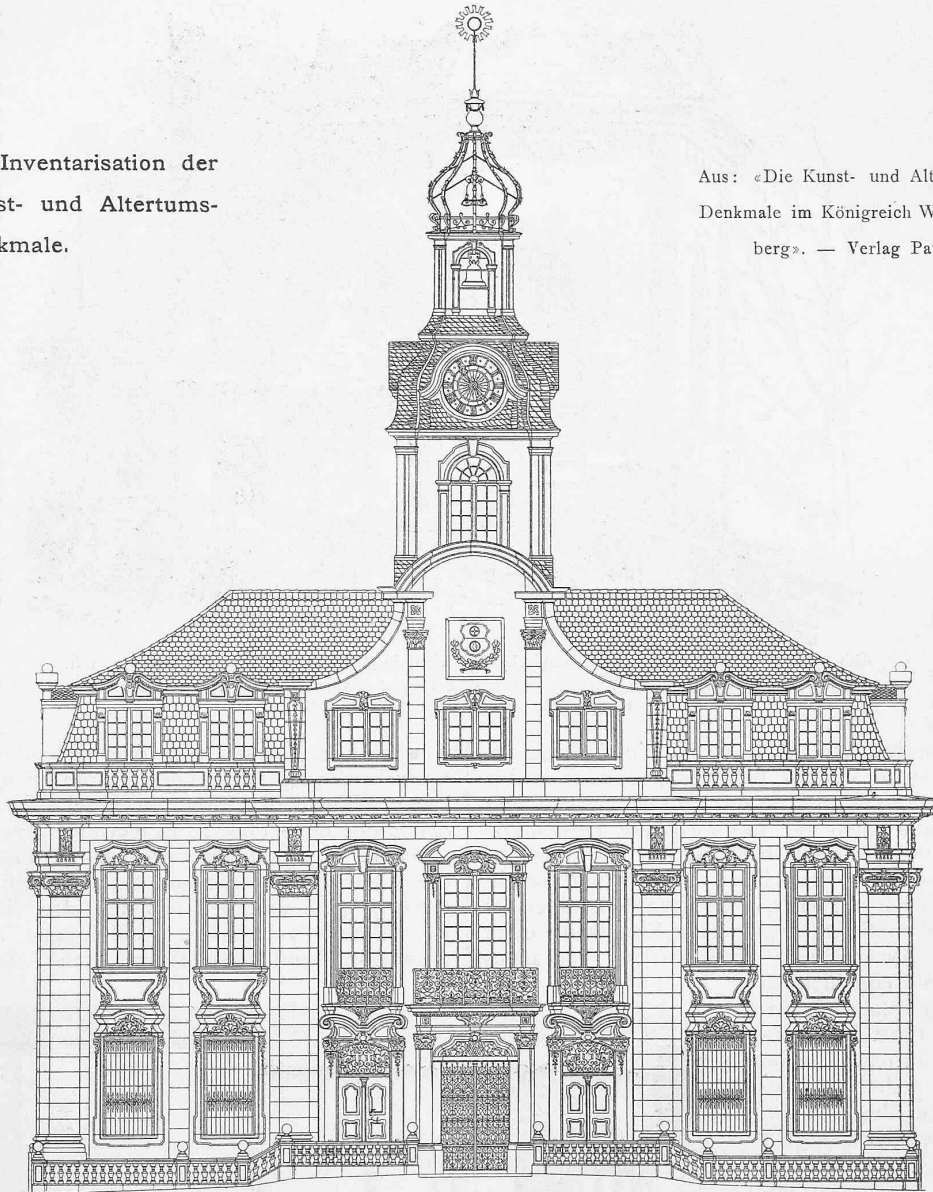 Inventarisation der
st- und Altertums-
kmale.
Aus: «Die Kunst- und Alt
Denkmale im Königreich W
berg». — Verlag Pa